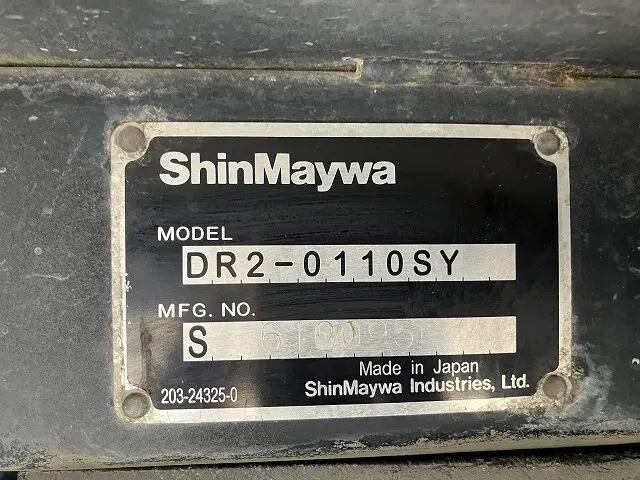 ShinMaywa
MODEL
DR2-0110SY
MFG. NO.
S
Made in Japan
203-24325-0 ShinMaywa Industries, Ltd.